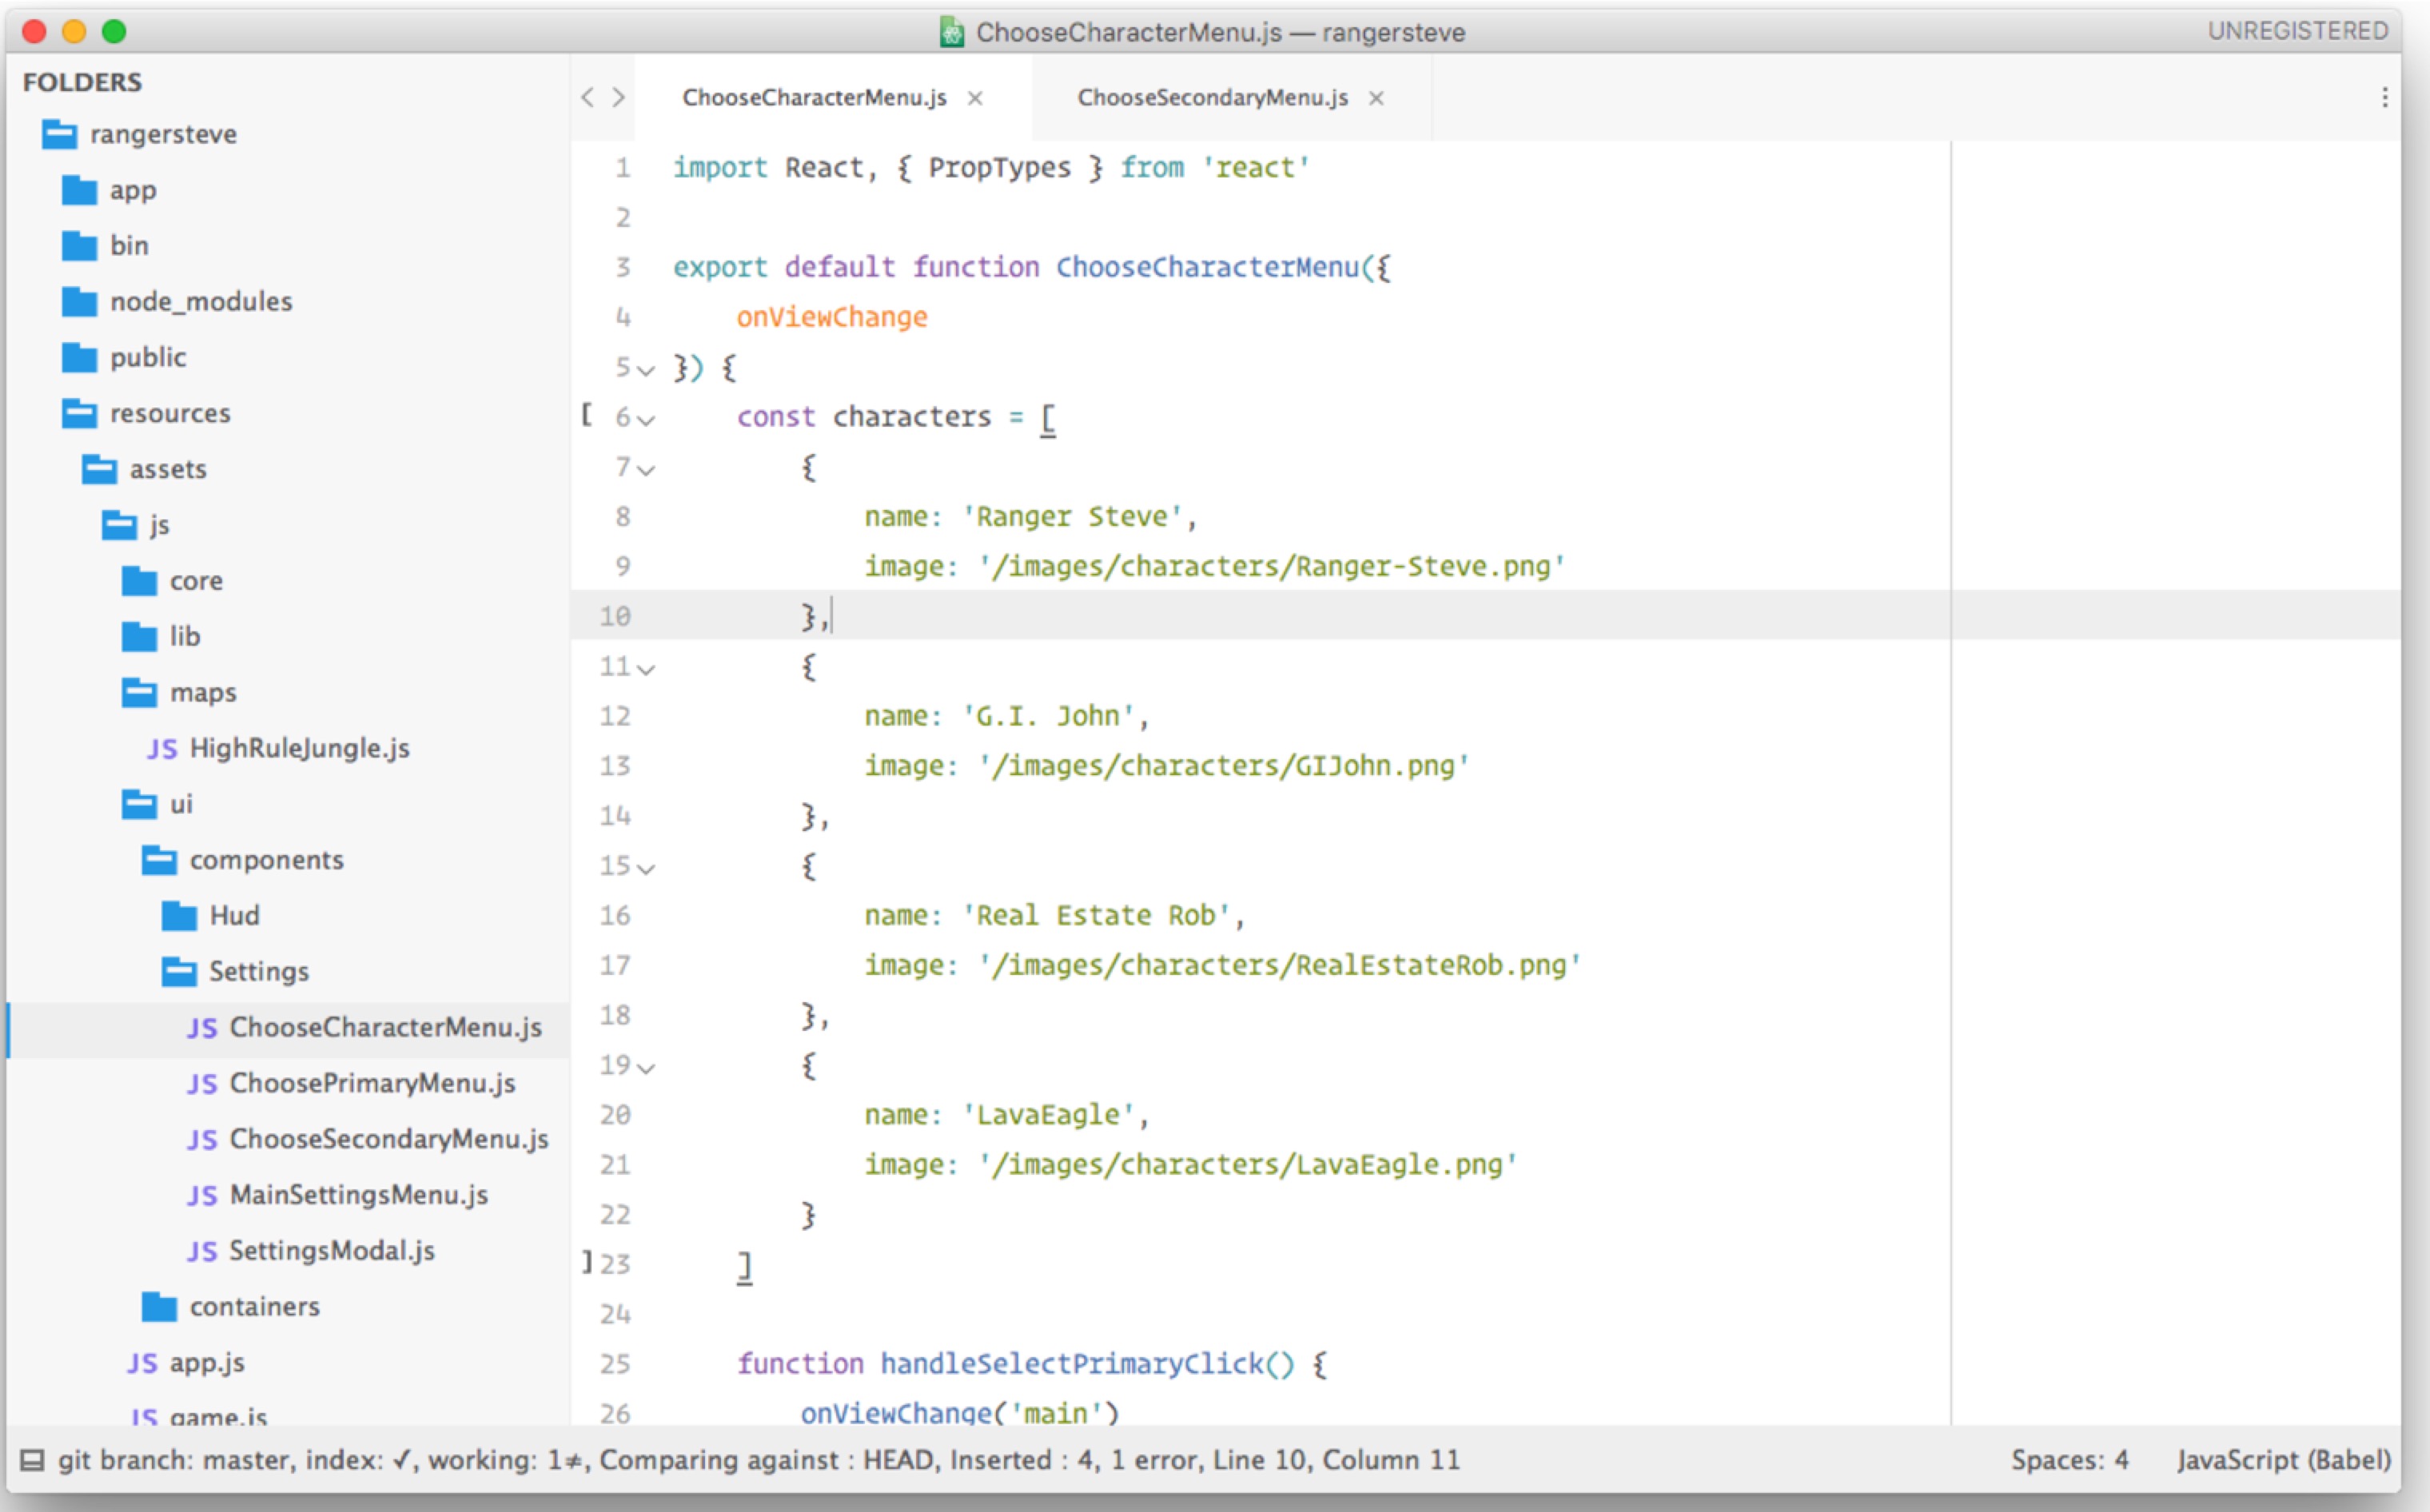 ChooseCharacterMenu.js — rangersteve
UNREGISTERED
FOLDERS
rangersteve
app
bin
node_modules
public
resources
assets
js
core
lib
maps
JS HighRuleJungle.js
ui
components
Hud
Settings
JS ChooseCharacterMenu.js
JS ChoosePrimaryMenu.js
JS ChooseSecondaryMenu.js
JS MainSettingsMenu.js
JS SettingsModal.js
containers
JS app.js
JS game.js
ChooseCharacterMenu.js ×
ChooseSecondaryMenu.js ×
1 import React, { PropTypes } from 'react'
2
3 export default function ChooseCharacterMenu({
4     onViewChange
5 }) {
[ 6     const characters = [
7         {
8             name: 'Ranger Steve',
9             image: '/images/characters/Ranger-Steve.png'
10         },
11         {
12             name: 'G.I. John',
13             image: '/images/characters/GIJohn.png'
14         },
15         {
16             name: 'Real Estate Rob',
17             image: '/images/characters/RealEstateRob.png'
18         },
19         {
20             name: 'LavaEagle',
21             image: '/images/characters/LavaEagle.png'
22         }
] 23     ]
24
25     function handleSelectPrimaryClick() {
26         onViewChange('main')
git branch: master, index: ✓, working: 1≠, Comparing against : HEAD, Inserted : 4, 1 error, Line 10, Column 11
Spaces: 4
JavaScript (Babel)